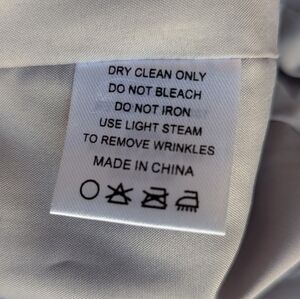 DRY CLEAN ONLY
DO NOT BLEACH
DO NOT IRON
USE LIGHT STEAM
TO REMOVE WRINKLES
MADE IN CHINA